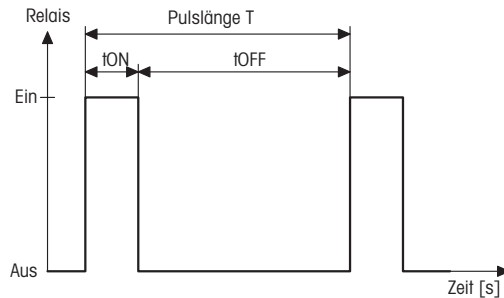 Relais
Pulslänge T
tON
tOFF
Ein
Aus
Zeit [s]